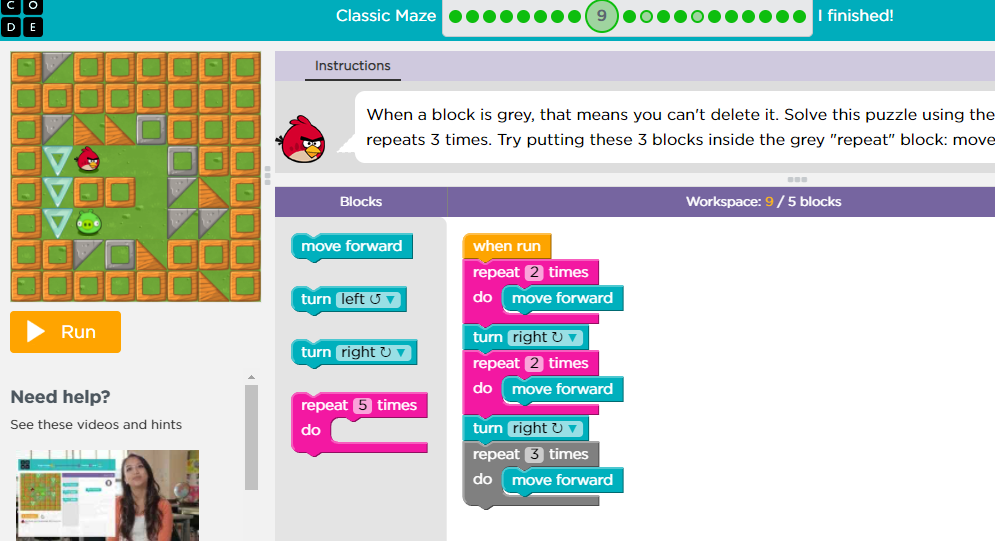 C O
D E
Classic Maze
9
I finished!
Instructions
When a block is grey, that means you can't delete it. Solve this puzzle using the
repeats 3 times. Try putting these 3 blocks inside the grey "repeat" block: move
Blocks
Workspace: 9 / 5 blocks
move forward
turn left ↺ ▼
turn right ↻ ▼
repeat 5 times
do
when run
repeat 2 times
do move forward
turn right ↻ ▼
repeat 2 times
do move forward
turn right ↻ ▼
repeat 3 times
do move forward
Run
Need help?
See these videos and hints